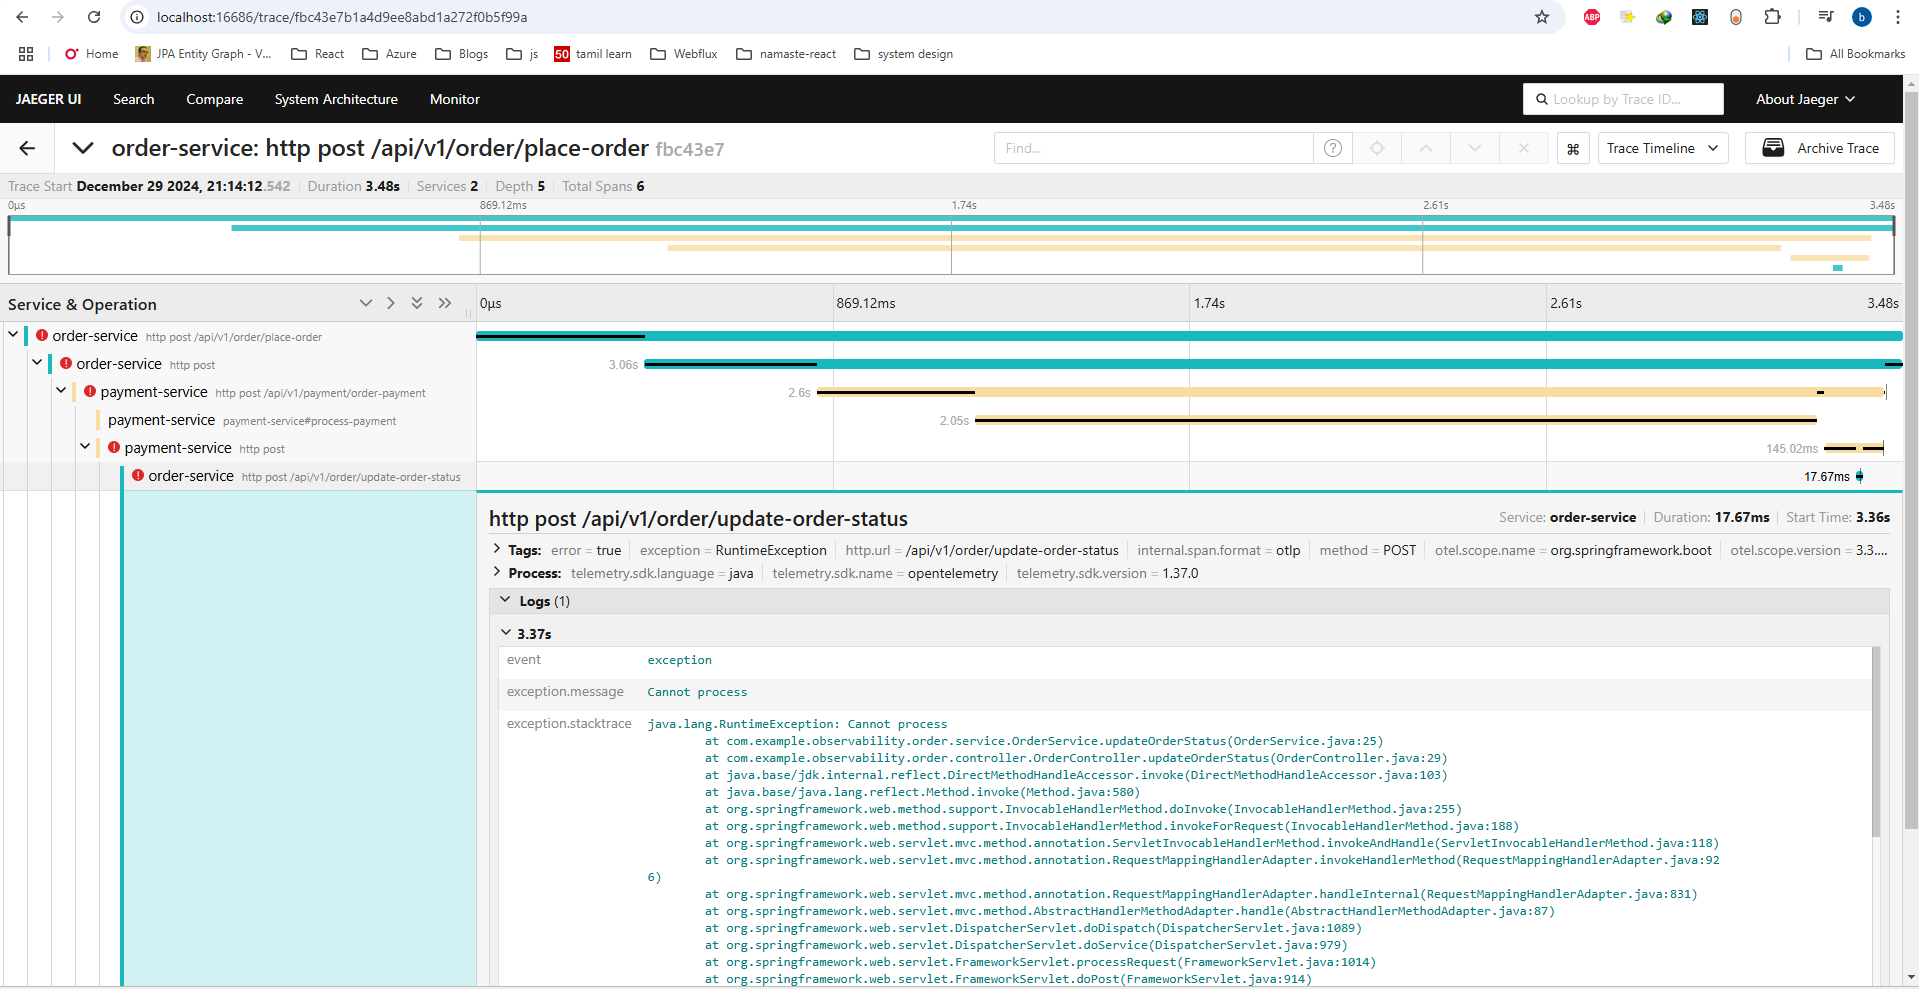 localhost:16686/trace/fbc43e7b1a4d9ee8abd1a272f0b5f99a
ABP
b
Home
JPA Entity Graph - V...
React
Azure
Blogs
js
50 tamil learn
Webflux
namaste-react
system design
All Bookmarks
JAEGER UI
Search
Compare
System Architecture
Monitor
Lookup by Trace ID...
About Jaeger
order-service: http post /api/v1/order/place-order fbc43e7
Find...
Trace Timeline
Archive Trace
Trace Start December 29 2024, 21:14:12.542 Duration 3.48s Services 2 Depth 5 Total Spans 6
0μs 869.12ms 1.74s 2.61s 3.48s
Service & Operation
0μs 869.12ms 1.74s 2.61s 3.48s
order-service http post /api/v1/order/place-order
order-service http post 3.06s
payment-service http post /api/v1/payment/order-payment 2.6s
payment-service payment-service#process-payment 2.05s
payment-service http post 145.02ms
order-service http post /api/v1/order/update-order-status 17.67ms
http post /api/v1/order/update-order-status
Service: order-service Duration: 17.67ms Start Time: 3.36s
Tags: error = true exception = RuntimeException http.url = /api/v1/order/update-order-status internal.span.format = otlp method = POST otel.scope.name = org.springframework.boot otel.scope.version = 3.3....
Process: telemetry.sdk.language = java telemetry.sdk.name = opentelemetry telemetry.sdk.version = 1.37.0
Logs (1)
3.37s
event exception
exception.message Cannot process
exception.stacktrace java.lang.RuntimeException: Cannot process
at com.example.observability.order.service.OrderService.updateOrderStatus(OrderService.java:25)
at com.example.observability.order.controller.OrderController.updateOrderStatus(OrderController.java:29)
at java.base/jdk.internal.reflect.DirectMethodHandleAccessor.invoke(DirectMethodHandleAccessor.java:103)
at java.base/java.lang.reflect.Method.invoke(Method.java:580)
at org.springframework.web.method.support.InvocableHandlerMethod.doInvoke(InvocableHandlerMethod.java:255)
at org.springframework.web.method.support.InvocableHandlerMethod.invokeForRequest(InvocableHandlerMethod.java:188)
at org.springframework.web.servlet.mvc.method.annotation.ServletInvocableHandlerMethod.invokeAndHandle(ServletInvocableHandlerMethod.java:118)
at org.springframework.web.servlet.mvc.method.annotation.RequestMappingHandlerAdapter.invokeHandlerMethod(RequestMappingHandlerAdapter.java:92
6)
at org.springframework.web.servlet.mvc.method.annotation.RequestMappingHandlerAdapter.handleInternal(RequestMappingHandlerAdapter.java:831)
at org.springframework.web.servlet.mvc.method.AbstractHandlerMethodAdapter.handle(AbstractHandlerMethodAdapter.java:87)
at org.springframework.web.servlet.DispatcherServlet.doDispatch(DispatcherServlet.java:1089)
at org.springframework.web.servlet.DispatcherServlet.doService(DispatcherServlet.java:979)
at org.springframework.web.servlet.FrameworkServlet.processRequest(FrameworkServlet.java:1014)
at org.springframework.web.servlet.FrameworkServlet.doPost(FrameworkServlet.java:914)